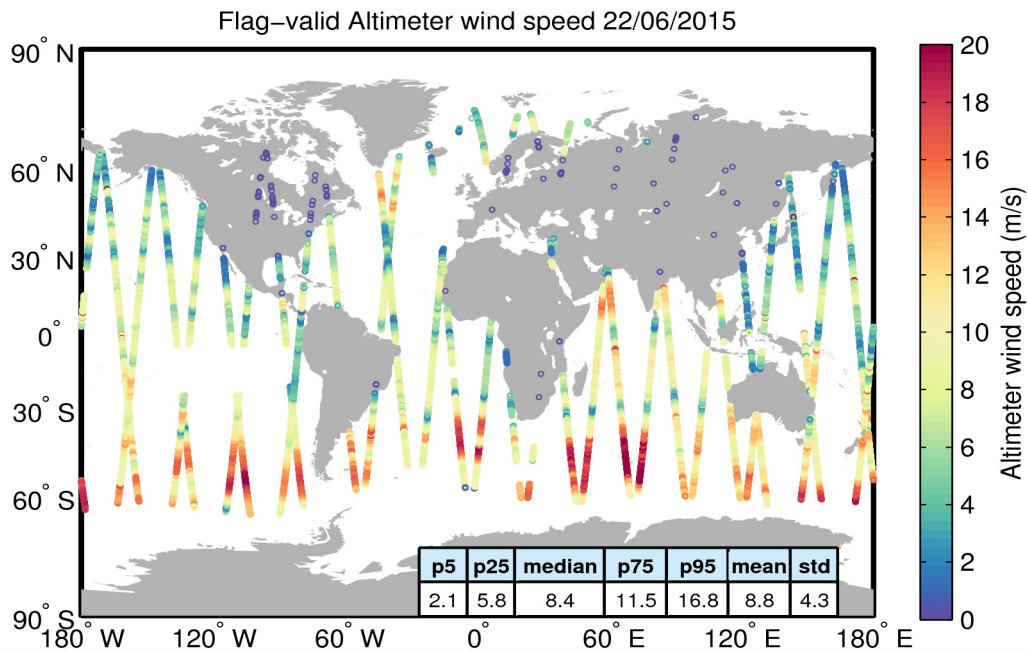 Flag−valid Altimeter wind speed 22/06/2015
90° N
60° N
30° N
0°
30° S
60° S
90° S
180° W
120° W
60° W
0°
60° E
120° E
180° E
p5 p25 median p75 p95 mean std
2.1 5.8 8.4 11.5 16.8 8.8 4.3
20
18
16
14
12
10
8
6
4
2
0
Altimeter wind speed (m/s)